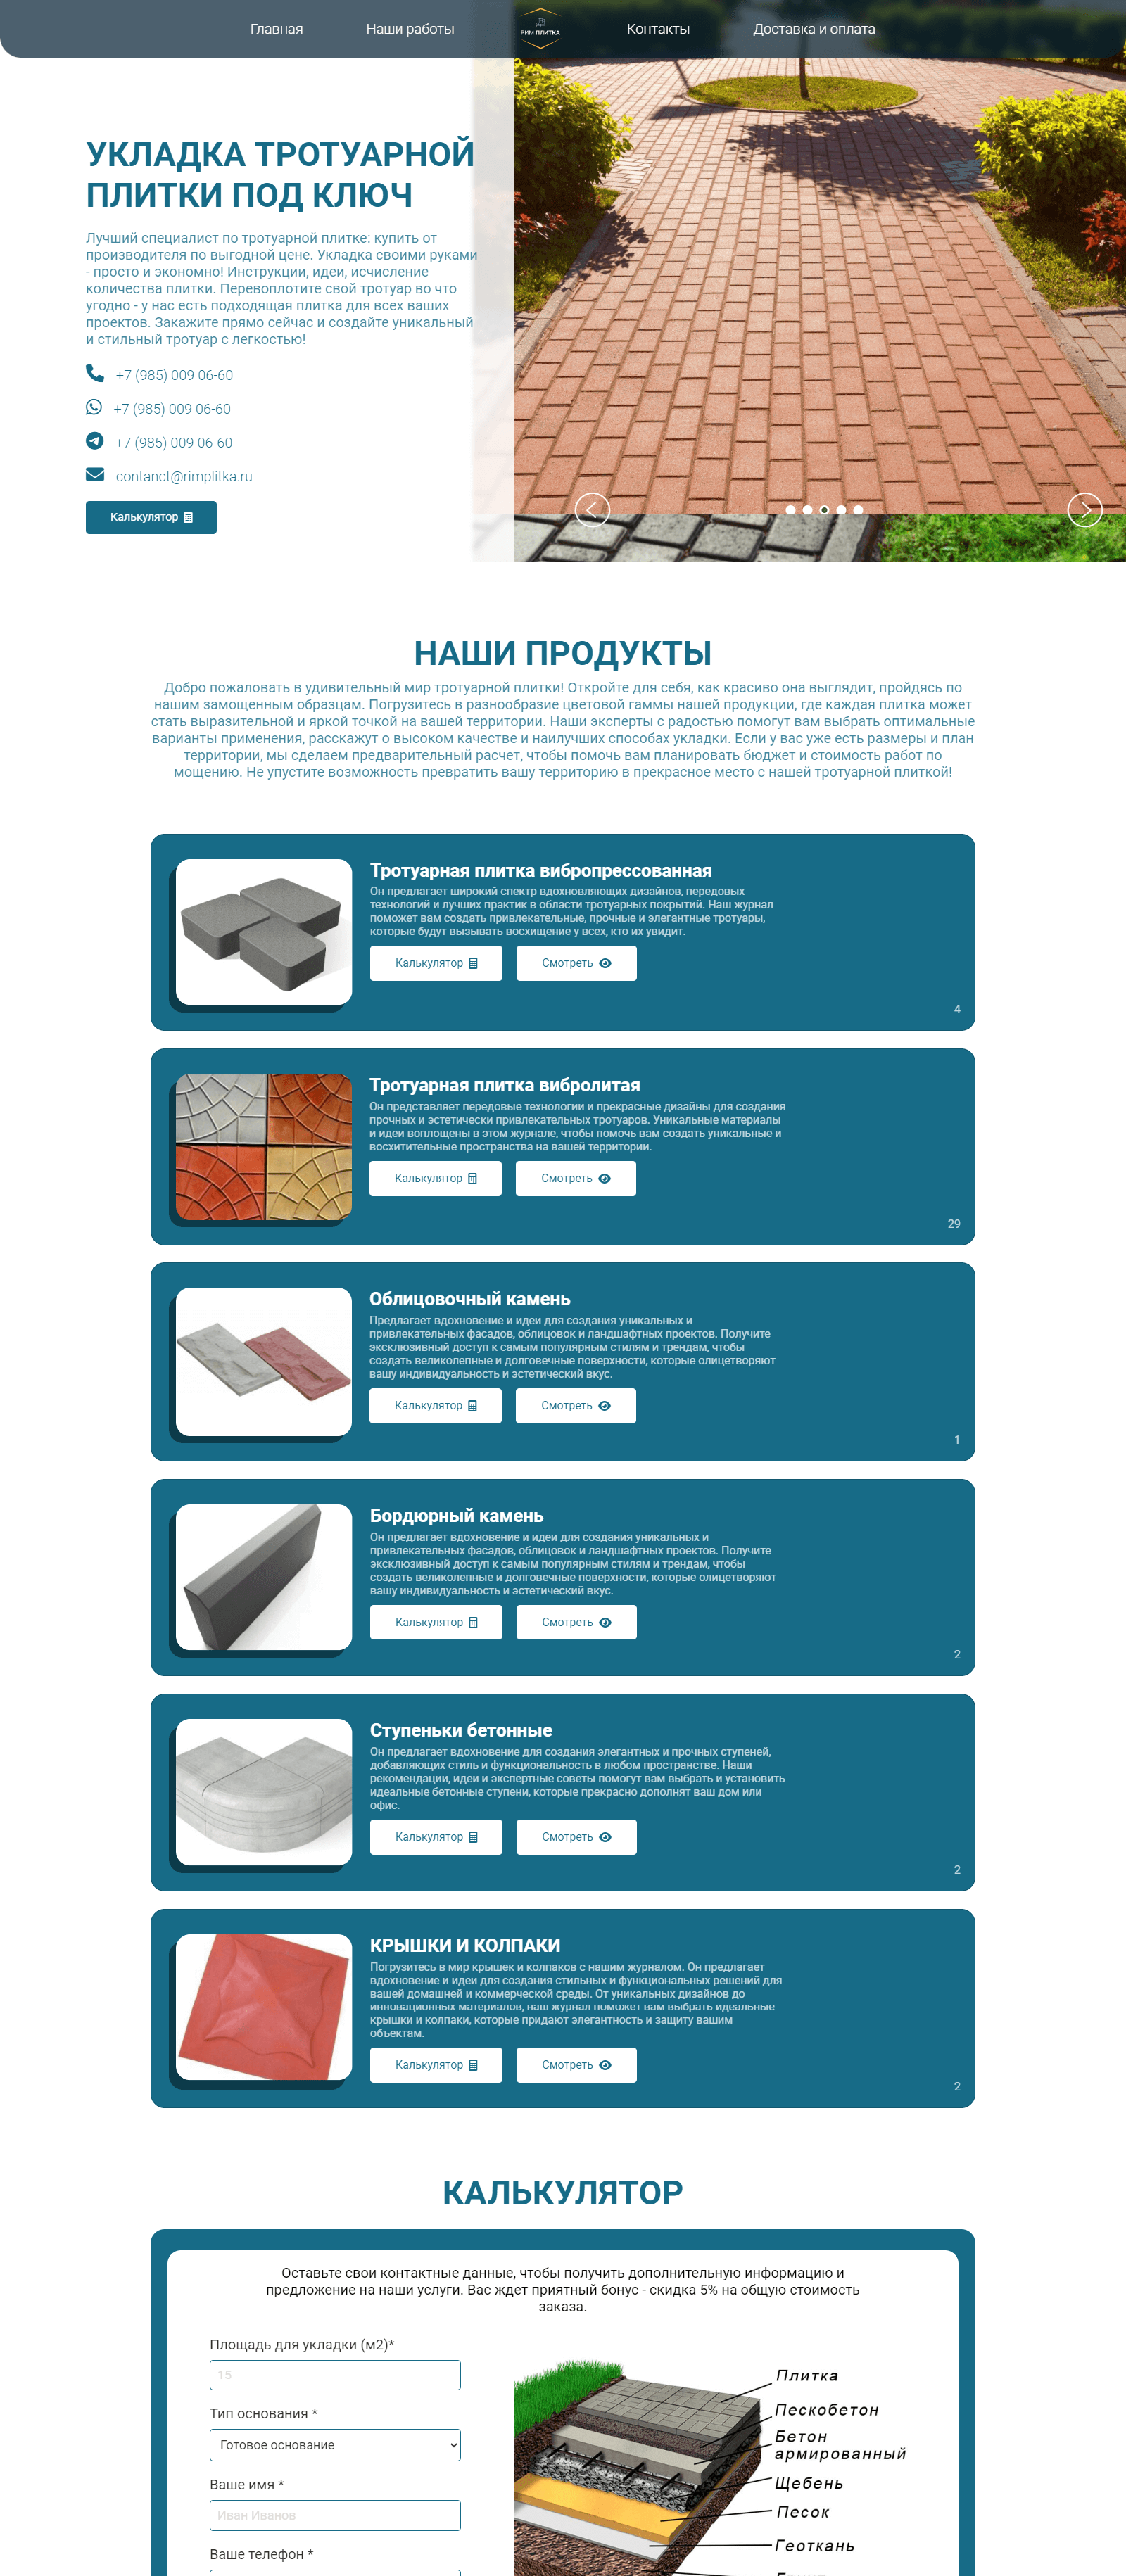 Главная
Наши работы
РИМ ПЛИТКА
Контакты
Доставка и оплата
УКЛАДКА ТРОТУАРНОЙ
ПЛИТКИ ПОД КЛЮЧ
Лучший специалист по тротуарной плитке: купить от
производителя по выгодной цене. Укладка своими руками
- просто и экономно! Инструкции, идеи, исчисление
количества плитки. Перевоплотите свой тротуар во что
угодно - у нас есть подходящая плитка для всех ваших
проектов. Закажите прямо сейчас и создайте уникальный
и стильный тротуар с легкостью!
+7 (985) 009 06-60
+7 (985) 009 06-60
+7 (985) 009 06-60
contanct@rimplitka.ru
Калькулятор
НАШИ ПРОДУКТЫ
Добро пожаловать в удивительный мир тротуарной плитки! Откройте для себя, как красиво она выглядит, пройдясь по
нашим замощенным образцам. Погрузитесь в разнообразие цветовой гаммы нашей продукции, где каждая плитка может
стать выразительной и яркой точкой на вашей территории. Наши эксперты с радостью помогут вам выбрать оптимальные
варианты применения, расскажут о высоком качестве и наилучших способах укладки. Если у вас уже есть размеры и план
территории, мы сделаем предварительный расчет, чтобы помочь вам планировать бюджет и стоимость работ по
мощению. Не упустите возможность превратить вашу территорию в прекрасное место с нашей тротуарной плиткой!
Тротуарная плитка вибропрессованная
Он предлагает широкий спектр вдохновляющих дизайнов, передовых
технологий и лучших практик в области тротуарных покрытий. Наш журнал
поможет вам создать привлекательные, прочные и элегантные тротуары,
которые будут вызывать восхищение у всех, кто их увидит.
Калькулятор
Смотреть
4
Тротуарная плитка вибролитая
Он представляет передовые технологии и прекрасные дизайны для создания
прочных и эстетически привлекательных тротуаров. Уникальные материалы
и идеи воплощены в этом журнале, чтобы помочь вам создать уникальные и
восхитительные пространства на вашей территории.
Калькулятор
Смотреть
29
Облицовочный камень
Предлагает вдохновение и идеи для создания уникальных и
привлекательных фасадов, облицовок и ландшафтных проектов. Получите
эксклюзивный доступ к самым популярным стилям и трендам, чтобы
создать великолепные и долговечные поверхности, которые олицетворяют
вашу индивидуальность и эстетический вкус.
Калькулятор
Смотреть
1
Бордюрный камень
Он предлагает вдохновение и идеи для создания уникальных и
привлекательных фасадов, облицовок и ландшафтных проектов. Получите
эксклюзивный доступ к самым популярным стилям и трендам, чтобы
создать великолепные и долговечные поверхности, которые олицетворяют
вашу индивидуальность и эстетический вкус.
Калькулятор
Смотреть
2
Ступеньки бетонные
Он предлагает вдохновение для создания элегантных и прочных ступеней,
добавляющих стиль и функциональность в любом пространстве. Наши
рекомендации, идеи и экспертные советы помогут вам выбрать и установить
идеальные бетонные ступени, которые прекрасно дополнят ваш дом или
офис.
Калькулятор
Смотреть
2
КРЫШКИ И КОЛПАКИ
Погрузитесь в мир крышек и колпаков с нашим журналом. Он предлагает
вдохновение и идеи для создания стильных и функциональных решений для
вашей домашней и коммерческой среды. От уникальных дизайнов до
инновационных материалов, наш журнал поможет вам выбрать идеальные
крышки и колпаки, которые придают элегантность и защиту вашим
объектам.
Калькулятор
Смотреть
2
КАЛЬКУЛЯТОР
Оставьте свои контактные данные, чтобы получить дополнительную информацию и
предложение на наши услуги. Вас ждет приятный бонус - скидка 5% на общую стоимость
заказа.
Площадь для укладки (м2)*
15
Тип основания *
Готовое основание
Ваше имя *
Иван Иванов
Ваше телефон *
Плитка
Пескобетон
Бетон
армированный
Щебень
Песок
Геоткань